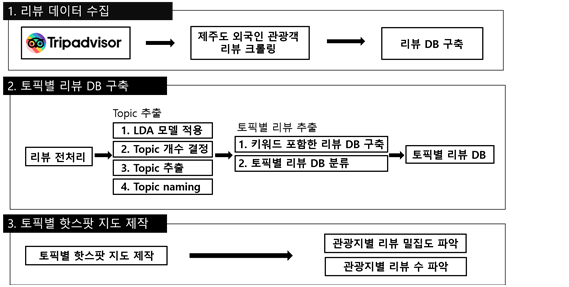 1. 리뷰 데이터 수집
Tripadvisor
제주도 외국인 관광객
리뷰 크롤링
리뷰 DB 구축
2. 토픽별 리뷰 DB 구축
Topic 추출
리뷰 전처리
1. LDA 모델 적용
2. Topic 개수 결정
3. Topic 추출
4. Topic naming
토픽별 리뷰 추출
1. 키워드 포함한 리뷰 DB 구축
2. 토픽별 리뷰 DB 분류
토픽별 리뷰 DB
3. 토픽별 핫스팟 지도 제작
토픽별 핫스팟 지도 제작
관광지별 리뷰 밀집도 파악
관광지별 리뷰 수 파악